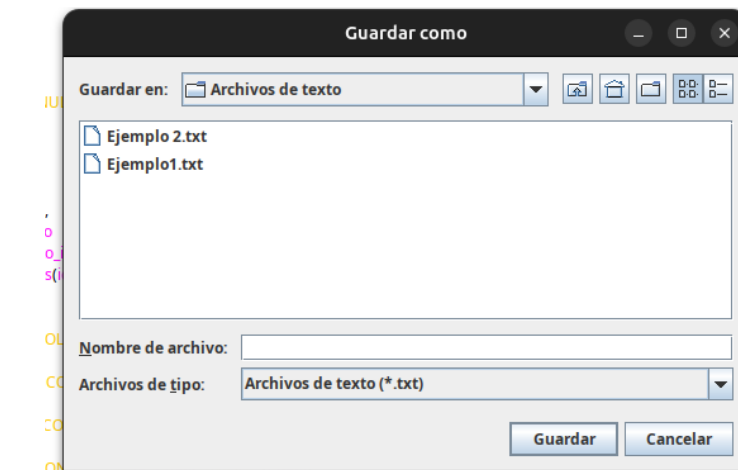 Guardar como
Guardar en: Archivos de texto
Ejemplo 2.txt
Ejemplo1.txt
Nombre de archivo:
Archivos de tipo: Archivos de texto (*.txt)
Guardar Cancelar